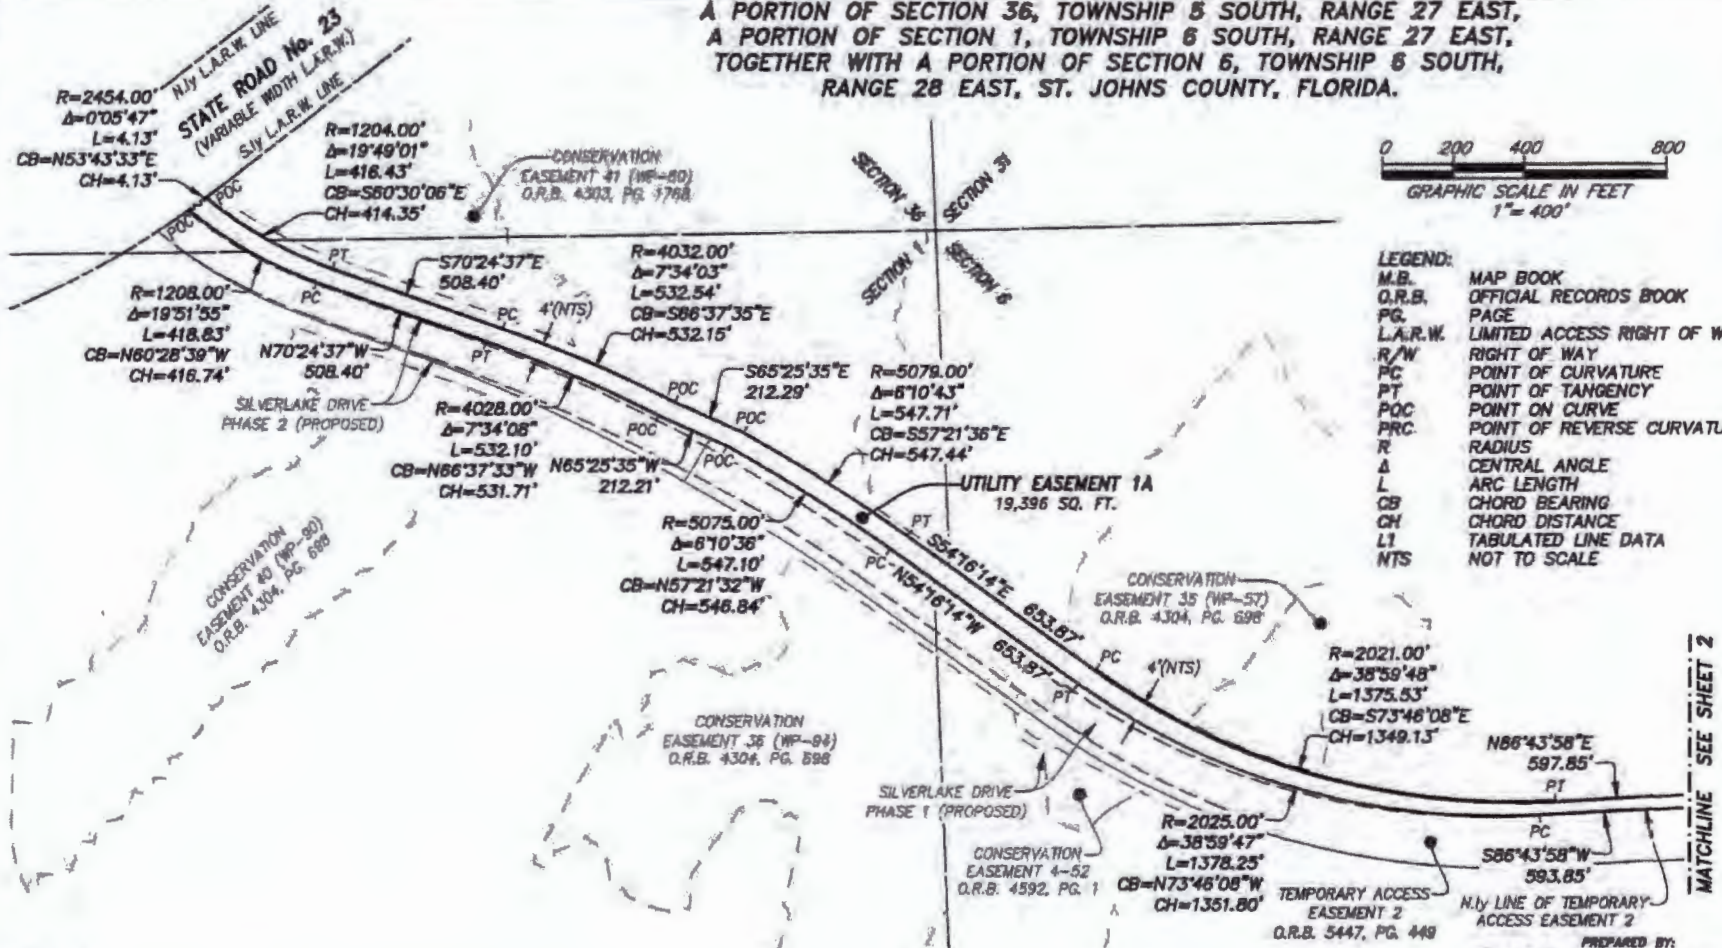 A PORTION OF SECTION 36, TOWNSHIP 5 SOUTH, RANGE 27 EAST,
A PORTION OF SECTION 1, TOWNSHIP 6 SOUTH, RANGE 27 EAST,
TOGETHER WITH A PORTION OF SECTION 6, TOWNSHIP 6 SOUTH,
RANGE 28 EAST, ST. JOHNS COUNTY, FLORIDA.
N.ly L.A.R.W. LINE
STATE ROAD No. 23
(VARIABLE WIDTH L.A.R.W.)
S.ly L.A.R.W. LINE
R=2454.00'
Δ=0°05'47"
L=4.13'
CB=N53°43'33"E
CH=4.13'
POC
POC
R=1204.00'
Δ=19°49'01"
L=416.43'
CB=S60°30'06"E
CH=414.35'
CONSERVATION
EASEMENT 41 (WP-80)
O.R.B. 4303, PG. 1768
SECTION 36
SECTION 31
SECTION 1
SECTION 6
0 200 400 800
GRAPHIC SCALE IN FEET
1"= 400'
LEGEND:
M.B. MAP BOOK
O.R.B. OFFICIAL RECORDS BOOK
PG. PAGE
L.A.R.W. LIMITED ACCESS RIGHT OF W
R/W RIGHT OF WAY
PC POINT OF CURVATURE
PT POINT OF TANGENCY
POC POINT ON CURVE
PRC POINT OF REVERSE CURVATU
R RADIUS
Δ CENTRAL ANGLE
L ARC LENGTH
CB CHORD BEARING
CH CHORD DISTANCE
L1 TABULATED LINE DATA
NTS NOT TO SCALE
PT
PC
R=1208.00'
Δ=19°51'55"
L=418.83'
CB=N60°28'39"W
CH=416.74'
S70°24'37"E
508.40'
N70°24'37"W
508.40'
PC
PT
4'(NTS)
R=4032.00'
Δ=7°34'03"
L=532.54'
CB=S66°37'35"E
CH=532.15'
SILVERLAKE DRIVE
PHASE 2 (PROPOSED)
R=4028.00'
Δ=7°34'08"
L=532.10'
CB=N66°37'33"W
CH=531.71'
POC
POC
S65°25'35"E
212.29'
N65°25'35"W
212.21'
POC
POC
R=5079.00'
Δ=6°10'43"
L=547.71'
CB=S57°21'36"E
CH=547.44'
UTILITY EASEMENT 1A
19,396 SQ. FT.
R=5075.00'
Δ=6°10'36"
L=547.10'
CB=N57°21'32"W
CH=546.84'
PT
PC
S54°16'14"E 653.87'
N54°16'14"W 653.87'
CONSERVATION
EASEMENT 40 (WP-90)
O.R.B. 4304, PG. 698
CONSERVATION
EASEMENT 35 (WP-57)
O.R.B. 4304, PG. 698
PC
PT
4'(NTS)
R=2021.00'
Δ=38°59'48"
L=1375.53'
CB=S73°46'08"E
CH=1349.13'
CONSERVATION
EASEMENT 36 (WP-94)
O.R.B. 4304, PG. 698
SILVERLAKE DRIVE
PHASE 1 (PROPOSED)
CONSERVATION
EASEMENT 4-52
O.R.B. 4592, PG. 1
R=2025.00'
Δ=38°59'47"
L=1378.25'
CB=N73°46'08"W
CH=1351.80'
N86°43'58"E
597.85'
PT
PC
S86°43'58"W
593.85'
TEMPORARY ACCESS
EASEMENT 2
O.R.B. 5447, PG. 449
N.ly LINE OF TEMPORARY
ACCESS EASEMENT 2
MATCHLINE SEE SHEET 2
PREPARED BY: